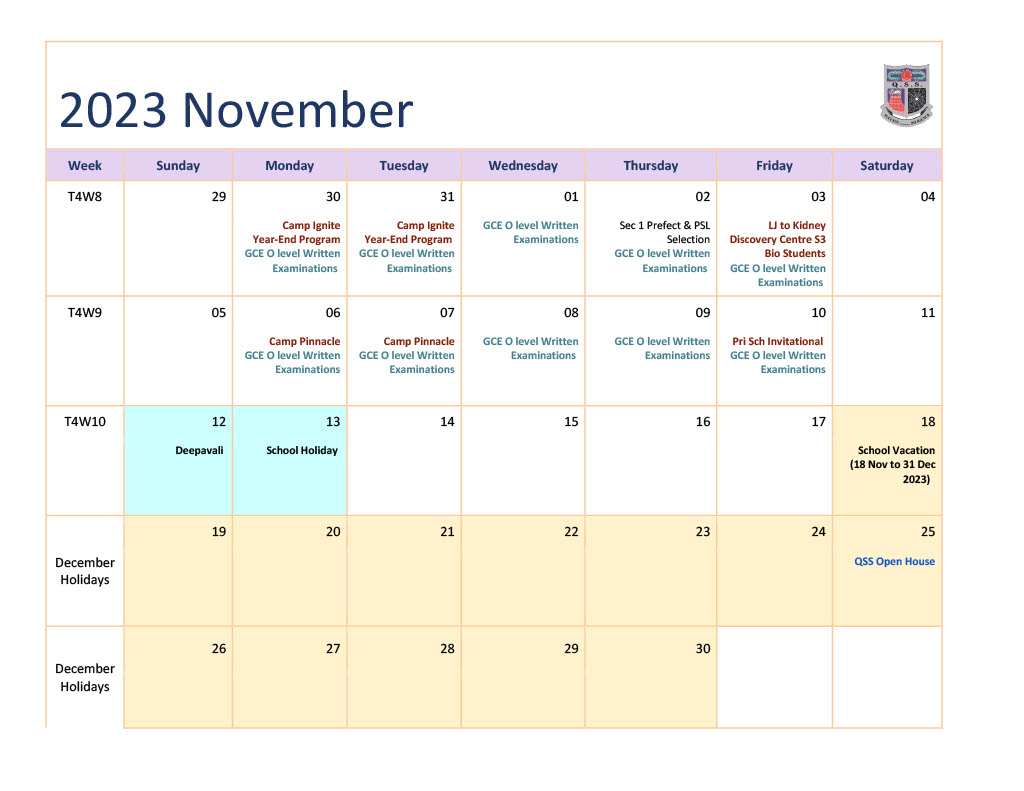 2023 November
Q.S.S.
Week Sunday Monday Tuesday Wednesday Thursday Friday Saturday
T4W8 29 30 31 01 02 03 04
Camp Ignite
Year-End Program
GCE O level Written
Examinations
Camp Ignite
Year-End Program
GCE O level Written
Examinations
GCE O level Written
Examinations
Sec 1 Prefect & PSL
Selection
GCE O level Written
Examinations
LJ to Kidney
Discovery Centre S3
Bio Students
GCE O level Written
Examinations
T4W9 05 06 07 08 09 10 11
Camp Pinnacle
GCE O level Written
Examinations
Camp Pinnacle
GCE O level Written
Examinations
GCE O level Written
Examinations
GCE O level Written
Examinations
Pri Sch Invitational
GCE O level Written
Examinations
T4W10 12 13 14 15 16 17 18
Deepavali
School Holiday
School Vacation
(18 Nov to 31 Dec
2023)
19 20 21 22 23 24 25
December
Holidays
QSS Open House
26 27 28 29 30
December
Holidays